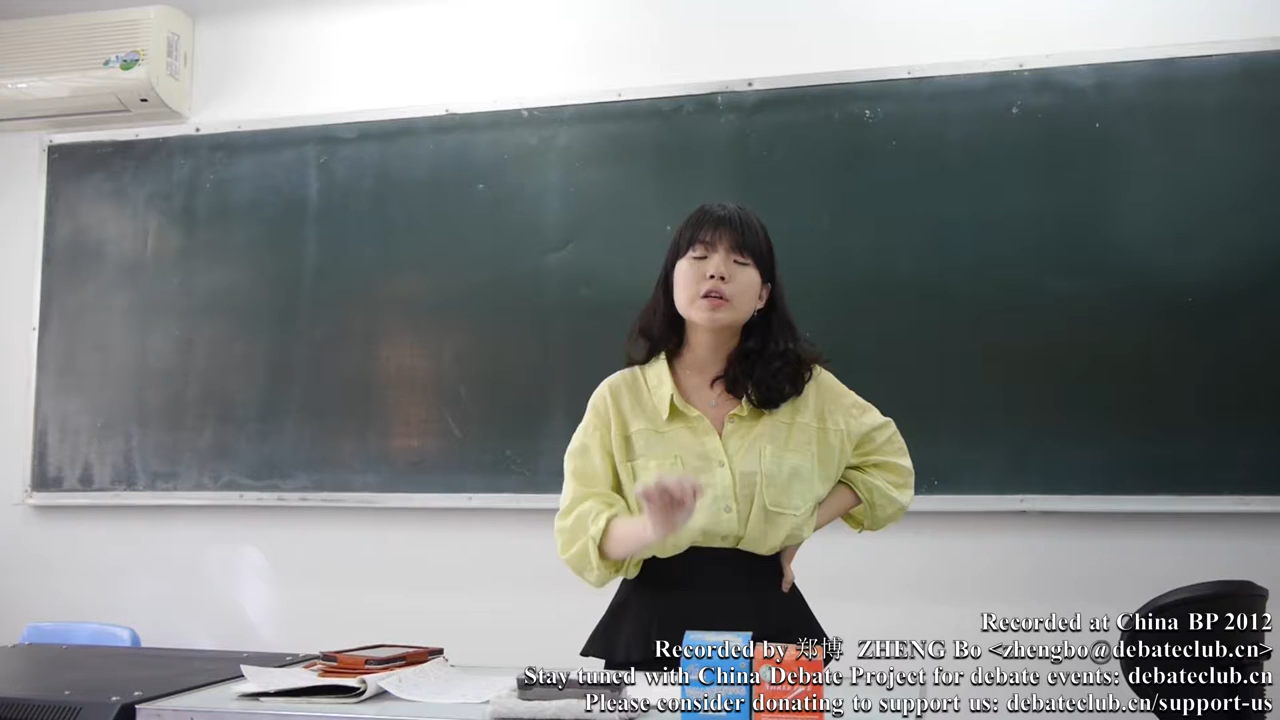 Recorded at China BP 2012
Recorded by 郑博 ZHENG Bo <zhengbo@debateclub.cn>
Stay tuned with China Debate Project for debate events: debateclub.cn
Please consider donating to support us: debateclub.cn/support-us